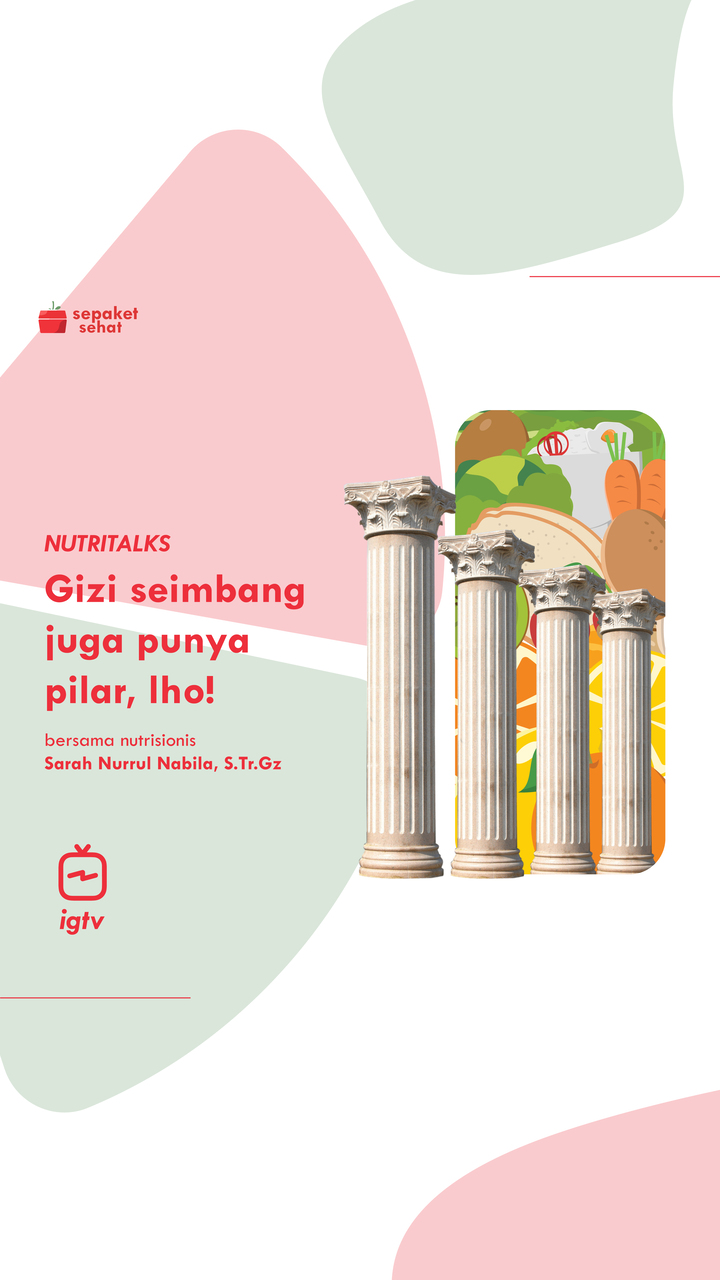 sepaket
sehat
NUTRITALKS
Gizi seimbang
juga punya
pilar, lho!
bersama nutrisionis
Sarah Nurrul Nabila, S.Tr.Gz
igtv